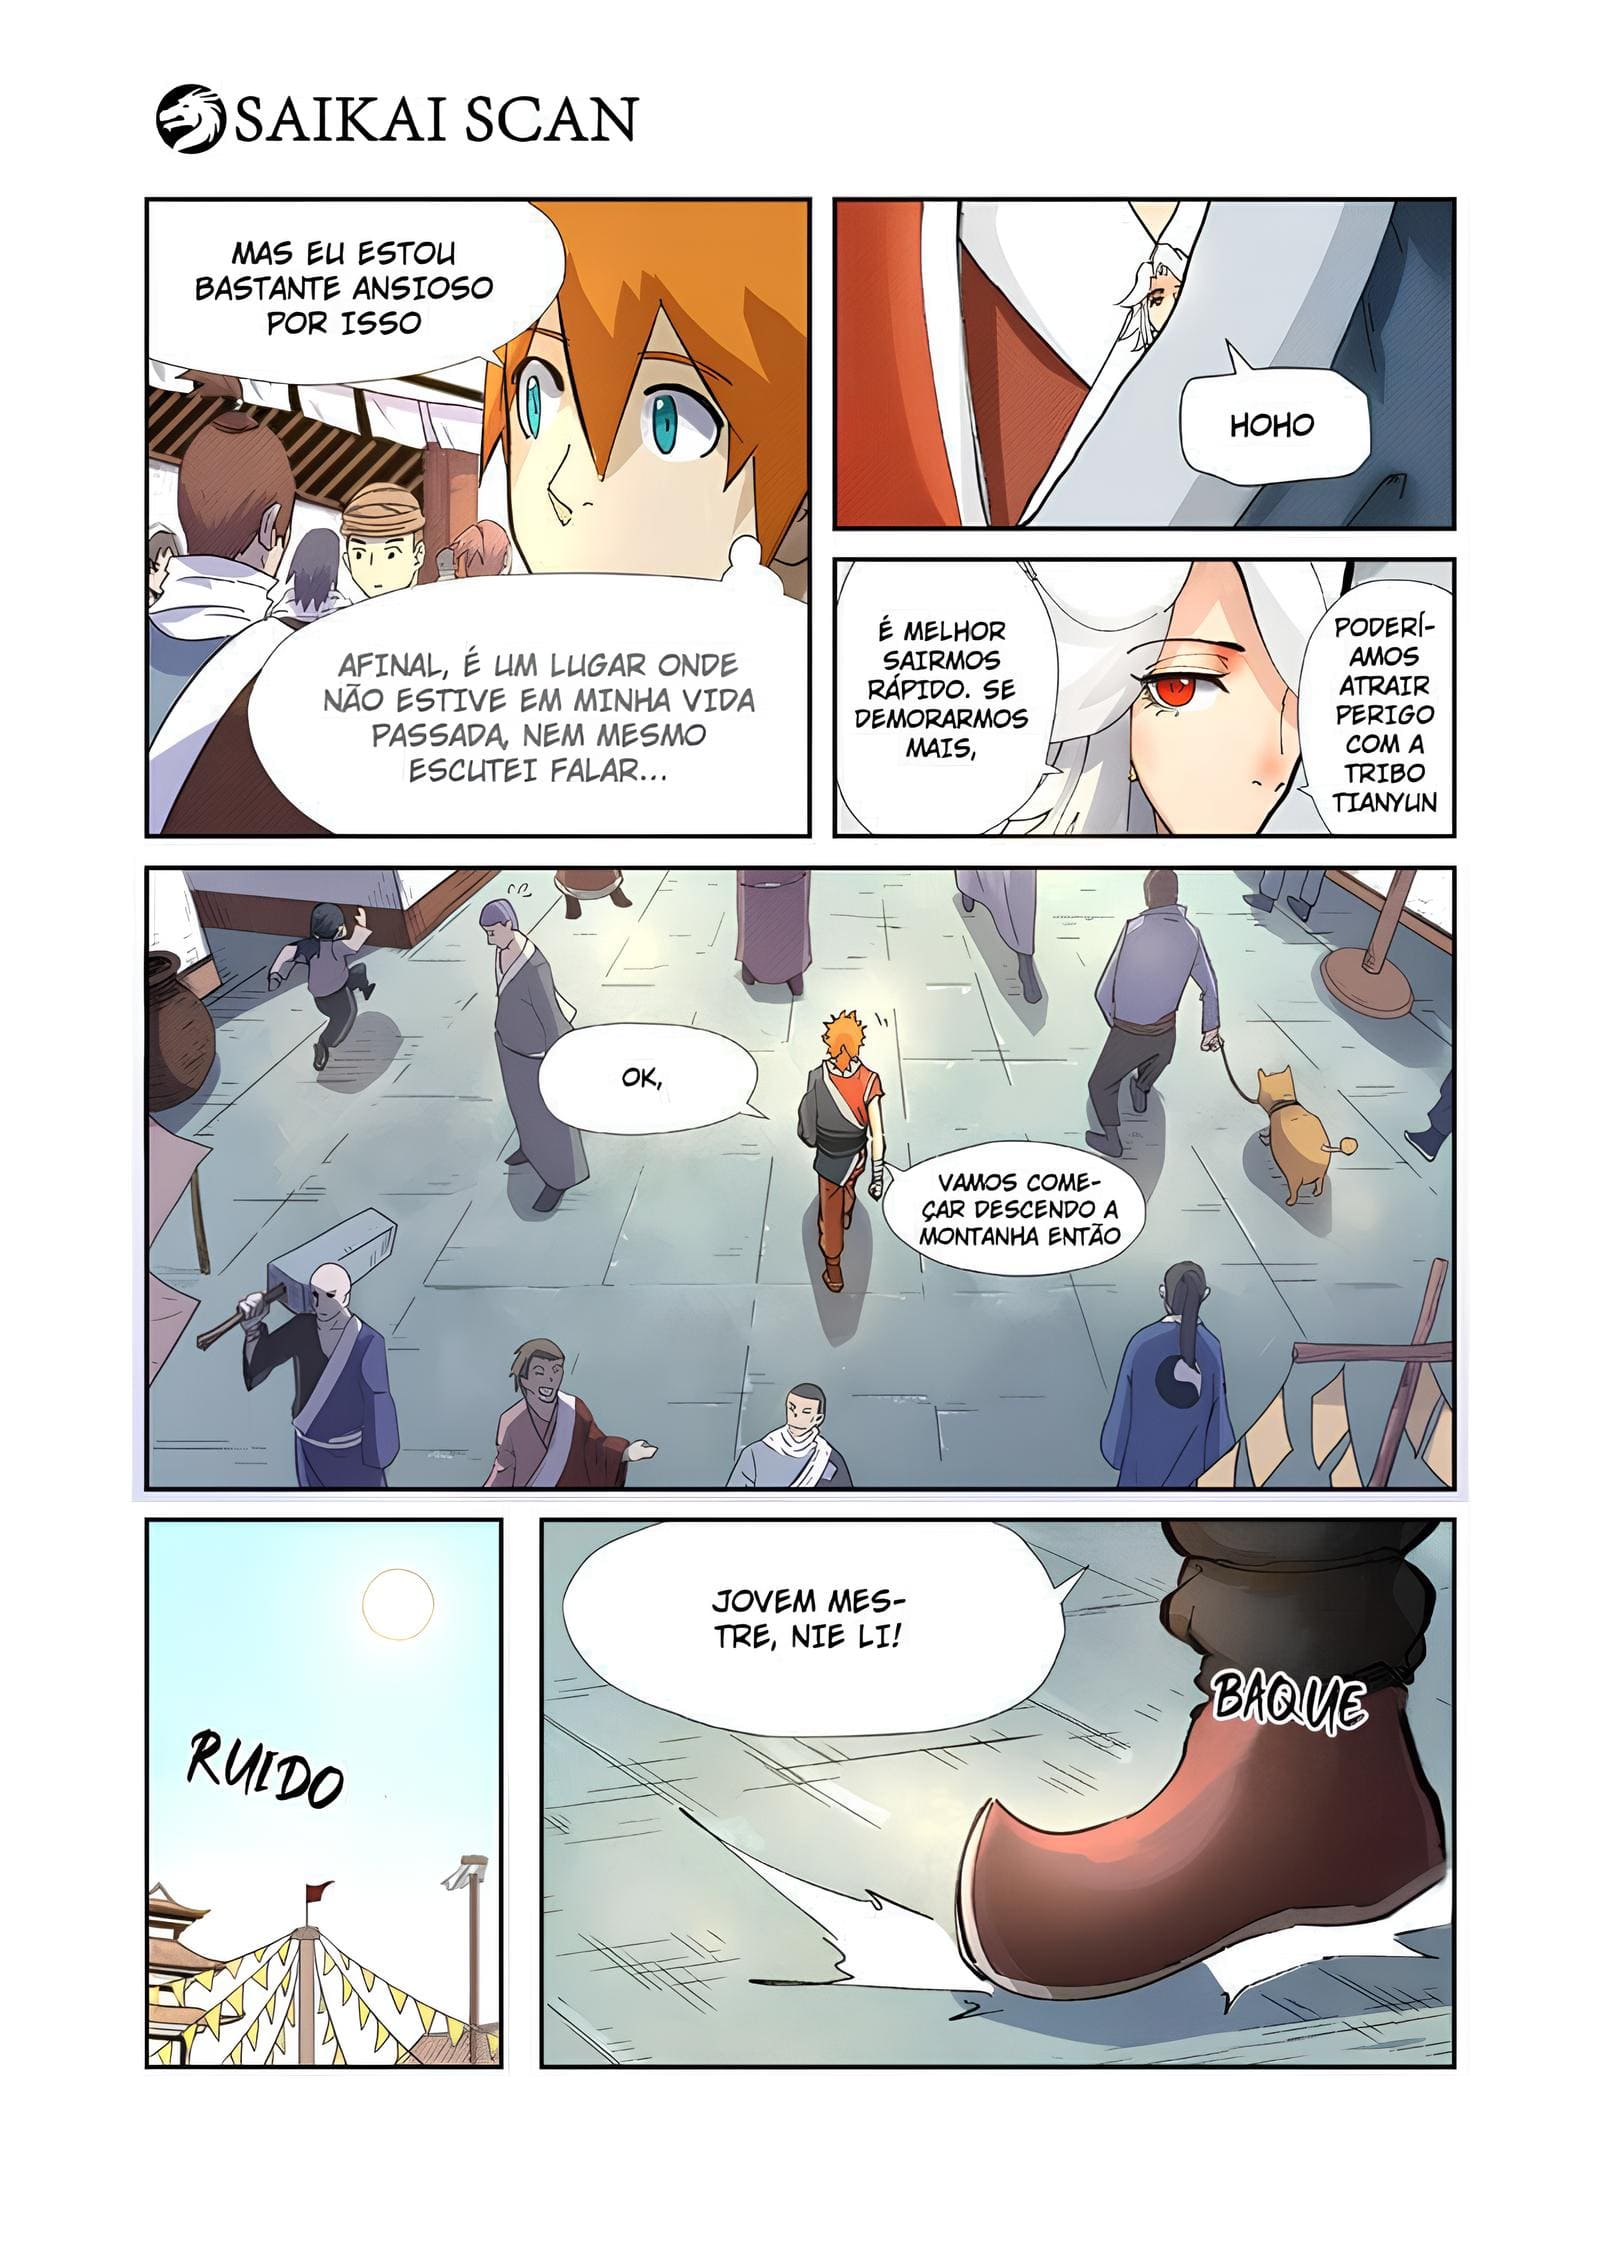 SAIKAI SCAN
MAS EU ESTOU
BASTANTE ANSIOSO
POR ISSO
AFINAL, É UM LUGAR ONDE
NÃO ESTIVE EM MINHA VIDA
PASSADA, NEM MESMO
ESCUTEI FALAR...
HOHO
É MELHOR
SAIRMOS
RÁPIDO. SE
DEMORARMOS
MAIS,
PODERÍ-
AMOS
ATRAIR
PERIGO
COM A
TRIBO
TIANYUN
OK,
VAMOS COME-
ÇAR DESCENDO A
MONTANHA ENTÃO
RUIDO
JOVEM MES-
TRE, NIE LI!
BAQUE